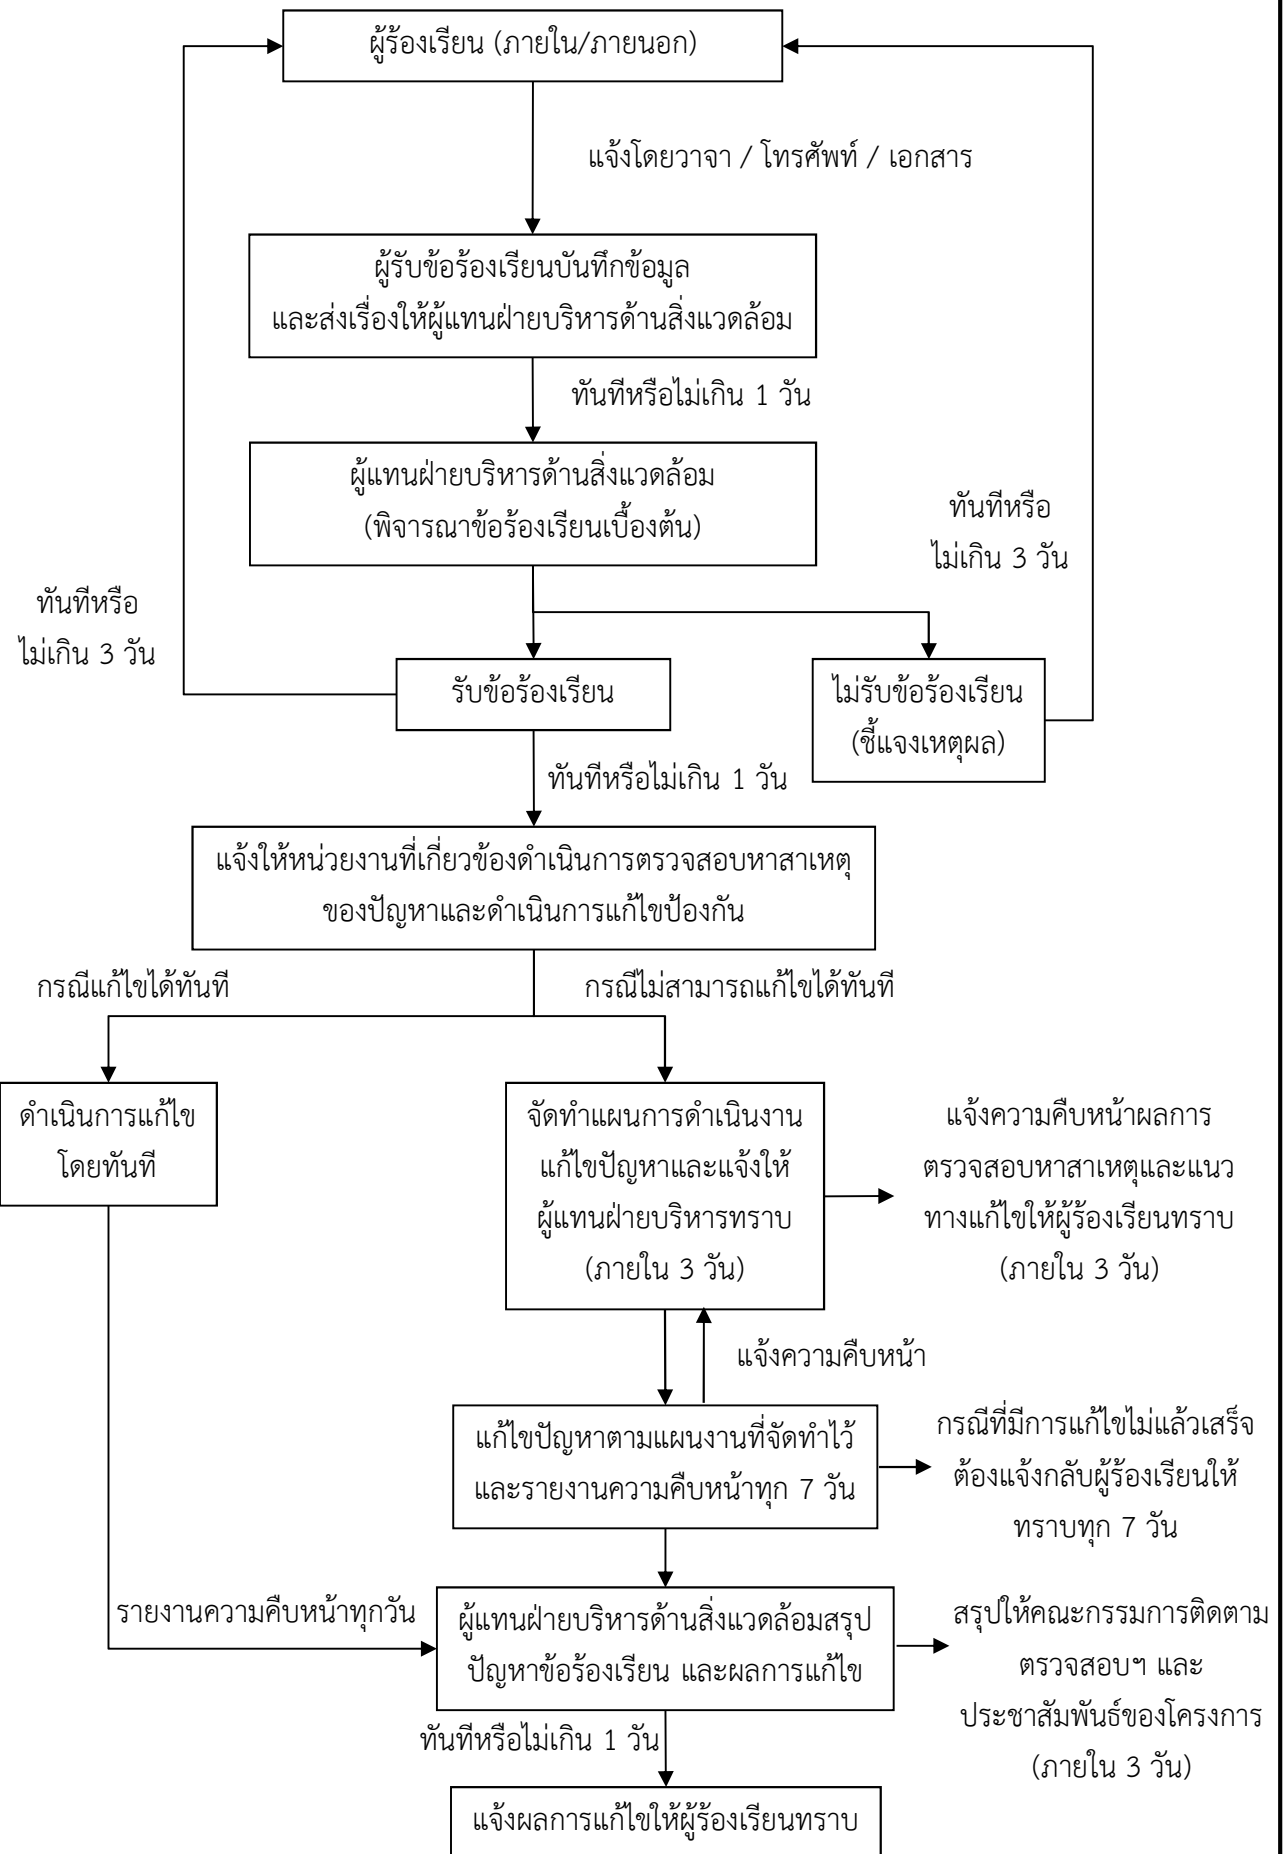 ผู้ร้องเรียน (ภายใน/ภายนอก)
แจ้งโดยวาจา / โทรศัพท์ / เอกสาร
ผู้รับข้อร้องเรียนบันทึกข้อมูล
และส่งเรื่องให้ผู้แทนฝ่ายบริหารด้านสิ่งแวดล้อม
ทันทีหรือไม่เกิน 1 วัน
ผู้แทนฝ่ายบริหารด้านสิ่งแวดล้อม
(พิจารณาข้อร้องเรียนเบื้องต้น)
ทันทีหรือ
ไม่เกิน 3 วัน
ทันทีหรือ
ไม่เกิน 3 วัน
รับข้อร้องเรียน
ไม่รับข้อร้องเรียน
(ชี้แจงเหตุผล)
ทันทีหรือไม่เกิน 1 วัน
แจ้งให้หน่วยงานที่เกี่ยวข้องดำเนินการตรวจสอบหาสาเหตุ
ของปัญหาและดำเนินการแก้ไขป้องกัน
กรณีแก้ไขได้ทันที
กรณีไม่สามารถแก้ไขได้ทันที
ดำเนินการแก้ไข
โดยทันที
จัดทำแผนการดำเนินงาน
แก้ไขปัญหาและแจ้งให้
ผู้แทนฝ่ายบริหารทราบ
(ภายใน 3 วัน)
แจ้งความคืบหน้าผลการ
ตรวจสอบหาสาเหตุและแนว
ทางแก้ไขให้ผู้ร้องเรียนทราบ
(ภายใน 3 วัน)
แจ้งความคืบหน้า
แก้ไขปัญหาตามแผนงานที่จัดทำไว้
และรายงานความคืบหน้าทุก 7 วัน
กรณีที่มีการแก้ไขไม่แล้วเสร็จ
ต้องแจ้งกลับผู้ร้องเรียนให้
ทราบทุก 7 วัน
รายงานความคืบหน้าทุกวัน
ผู้แทนฝ่ายบริหารด้านสิ่งแวดล้อมสรุป
ปัญหาข้อร้องเรียน และผลการแก้ไข
สรุปให้คณะกรรมการติดตาม
ตรวจสอบฯ และ
ประชาสัมพันธ์ของโครงการ
(ภายใน 3 วัน)
ทันทีหรือไม่เกิน 1 วัน
แจ้งผลการแก้ไขให้ผู้ร้องเรียนทราบ